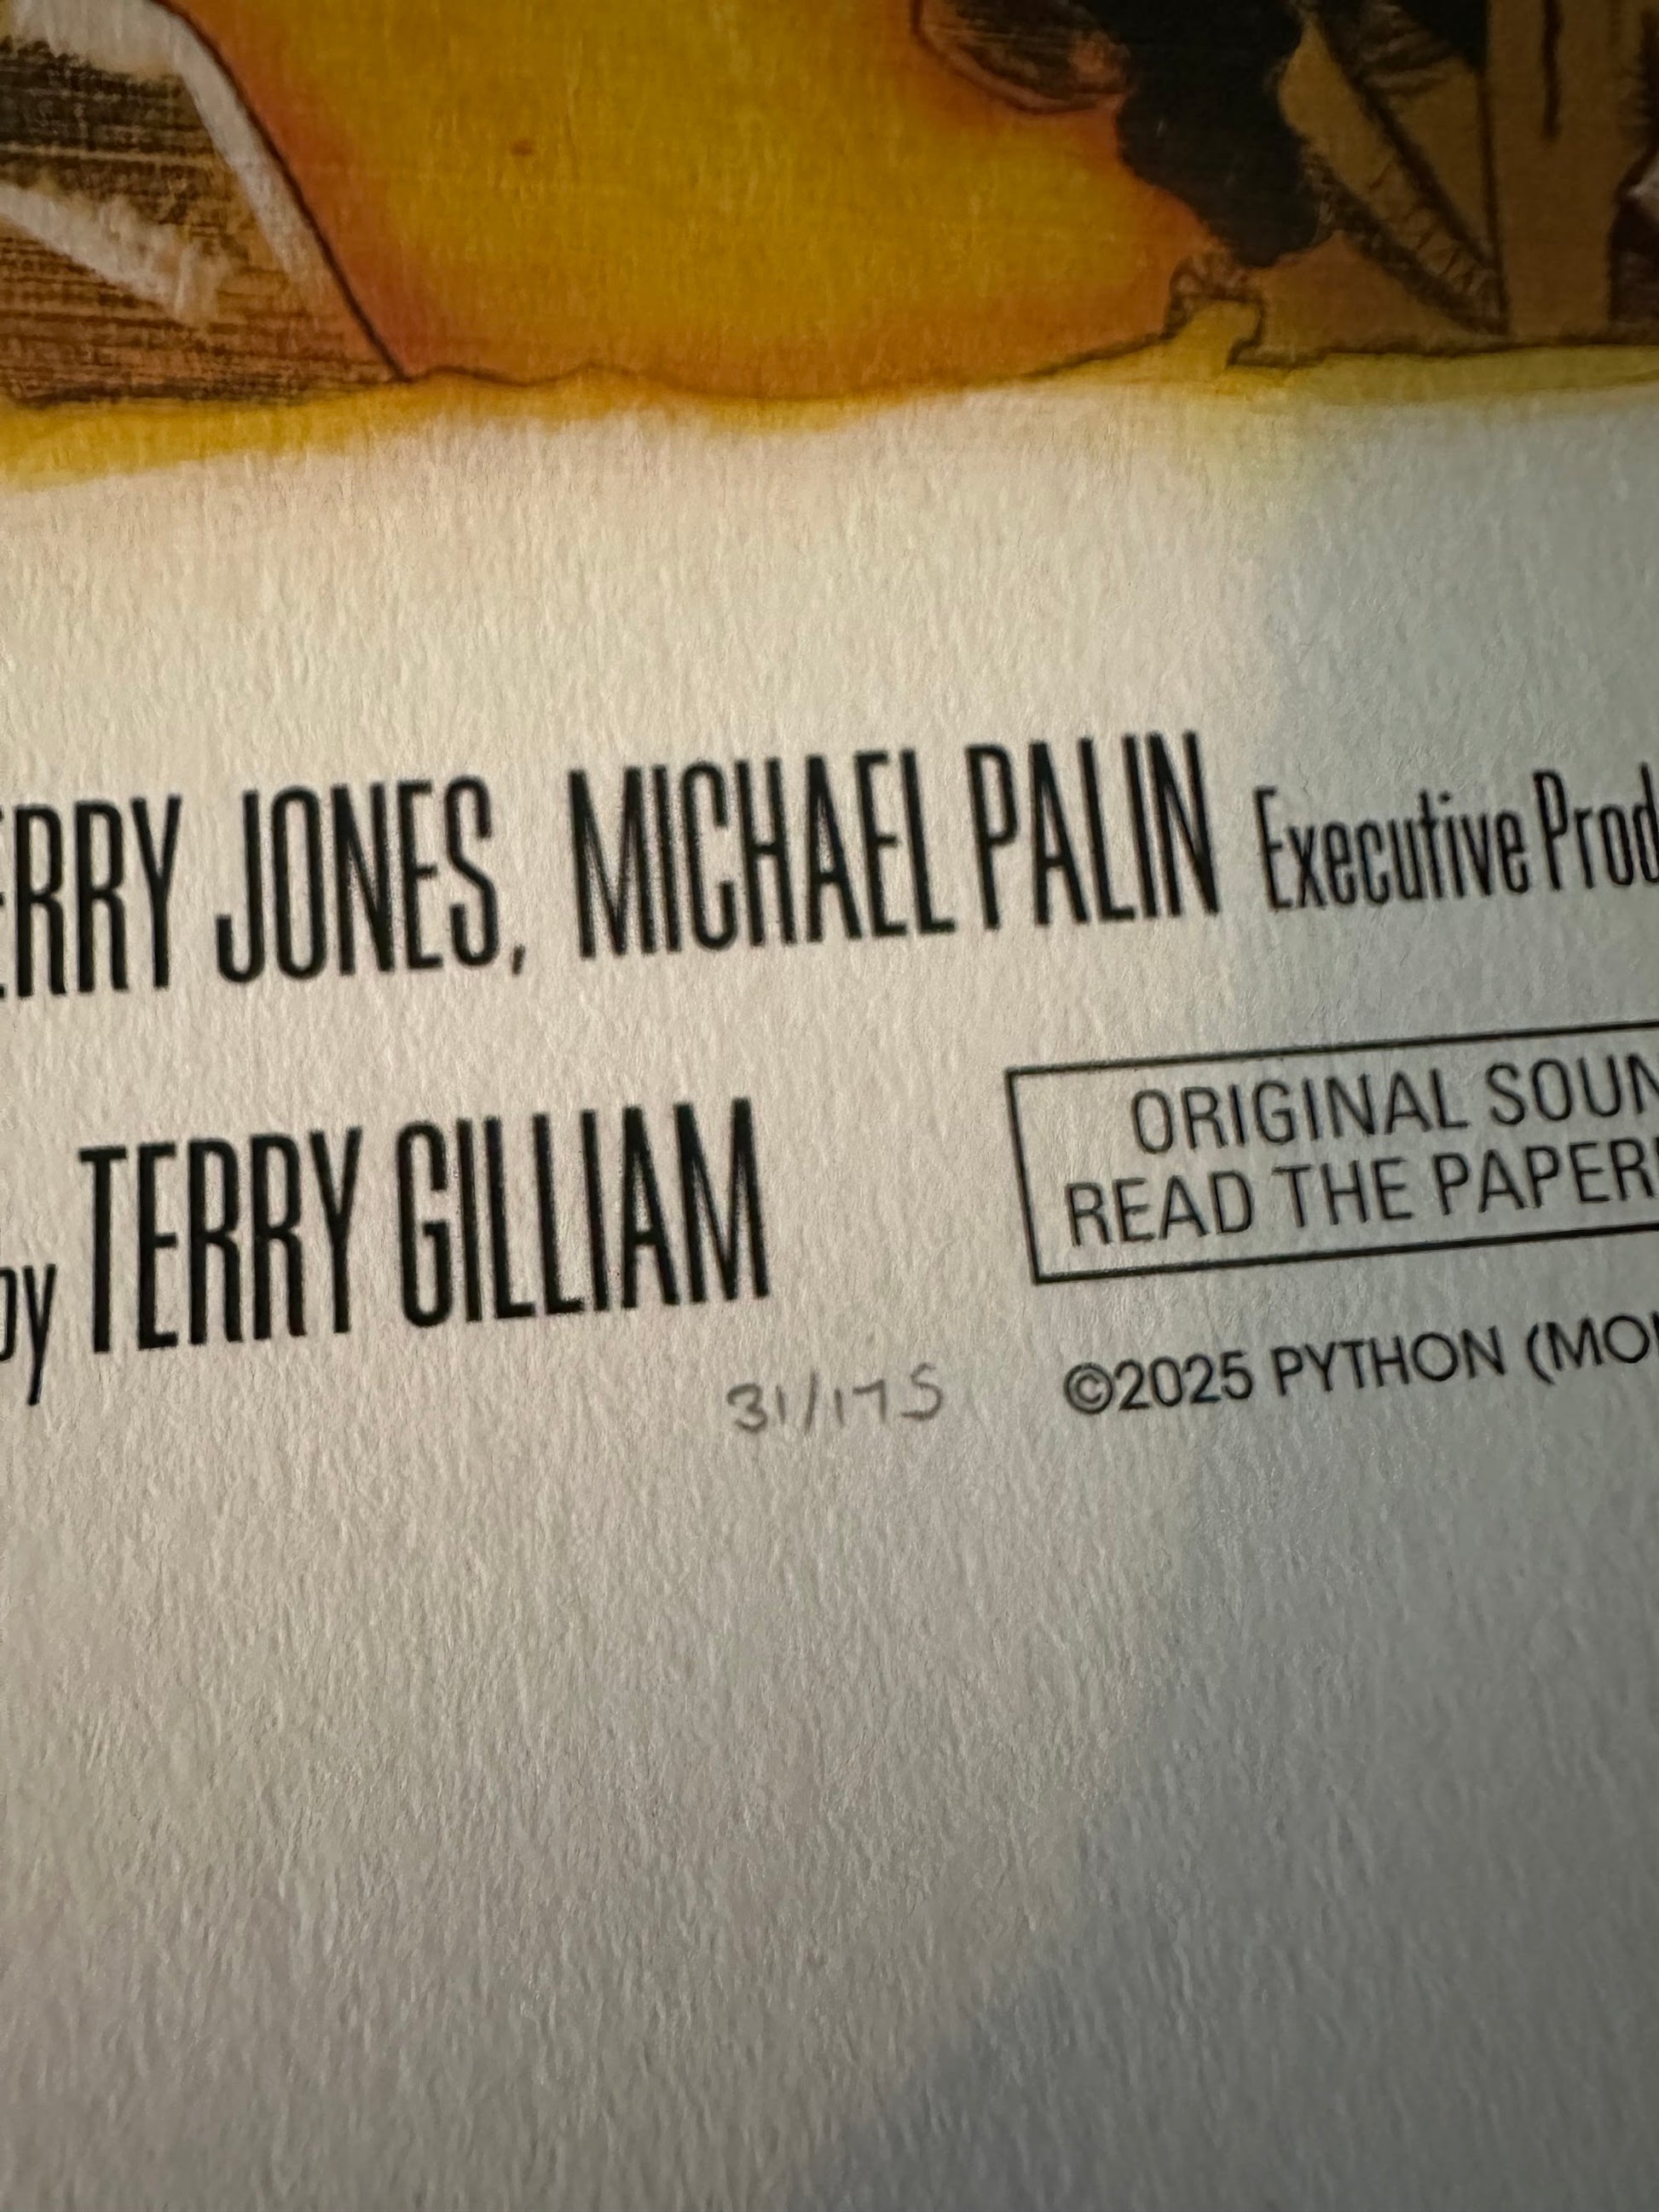 ERRY JONES, MICHAEL PALIN Executive Prod
by TERRY GILLIAM
ORIGINAL SOUN
READ THE PAPER
31/175
©2025 PYTHON (MO